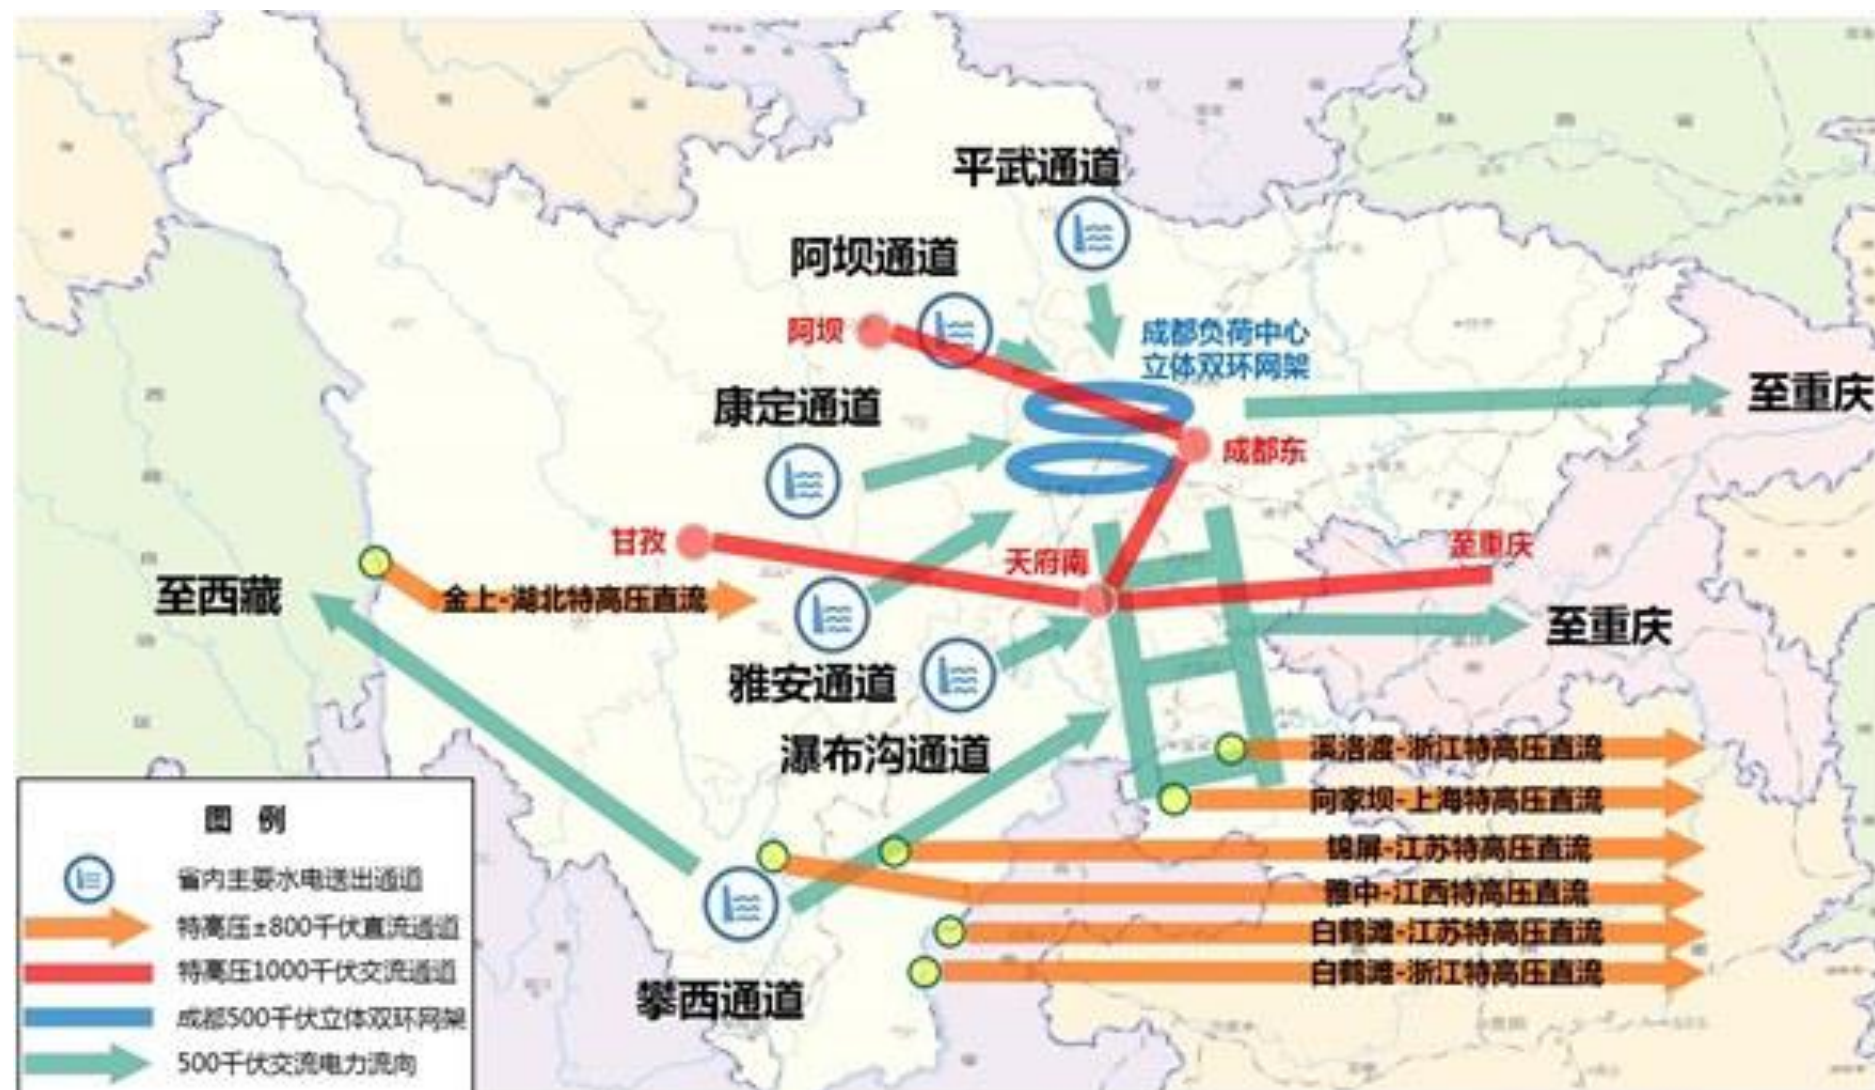 平武通道
阿坝通道
阿坝
成都负荷中心
立体双环网架
至重庆
康定通道
成都东
甘孜
天府南
至重庆
至西藏
金上-湖北特高压直流
至重庆
雅安通道
瀑布沟通道
溪洛渡-浙江特高压直流
向家坝-上海特高压直流
锦屏-江苏特高压直流
雅中-江西特高压直流
白鹤滩-江苏特高压直流
白鹤滩-浙江特高压直流
攀西通道
图 例
省内主要水电送出通道
特高压±800千伏直流通道
特高压1000千伏交流通道
成都500千伏立体双环网架
500千伏交流电力流向